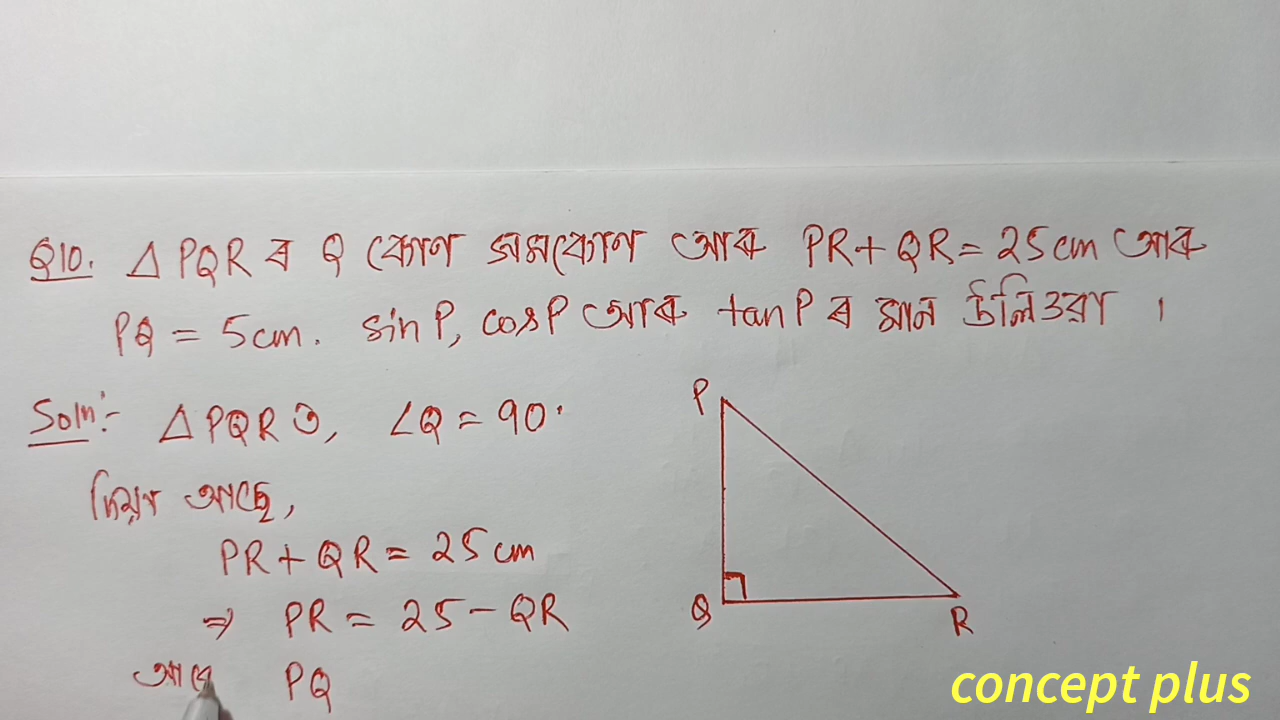 Q10. △PQR ৰ Q কোণ সমকোণ আৰু PR + QR = 25 cm আৰু
PQ = 5 cm. sin P, cos P আৰু tan P ৰ মান উলিওৱা ।
Soln:- △PQR ত, ∠Q = 90°
দিয়া আছে,
PR + QR = 25 cm
⇒ PR = 25 - QR
আৰু PQ
P
Q
R
concept plus